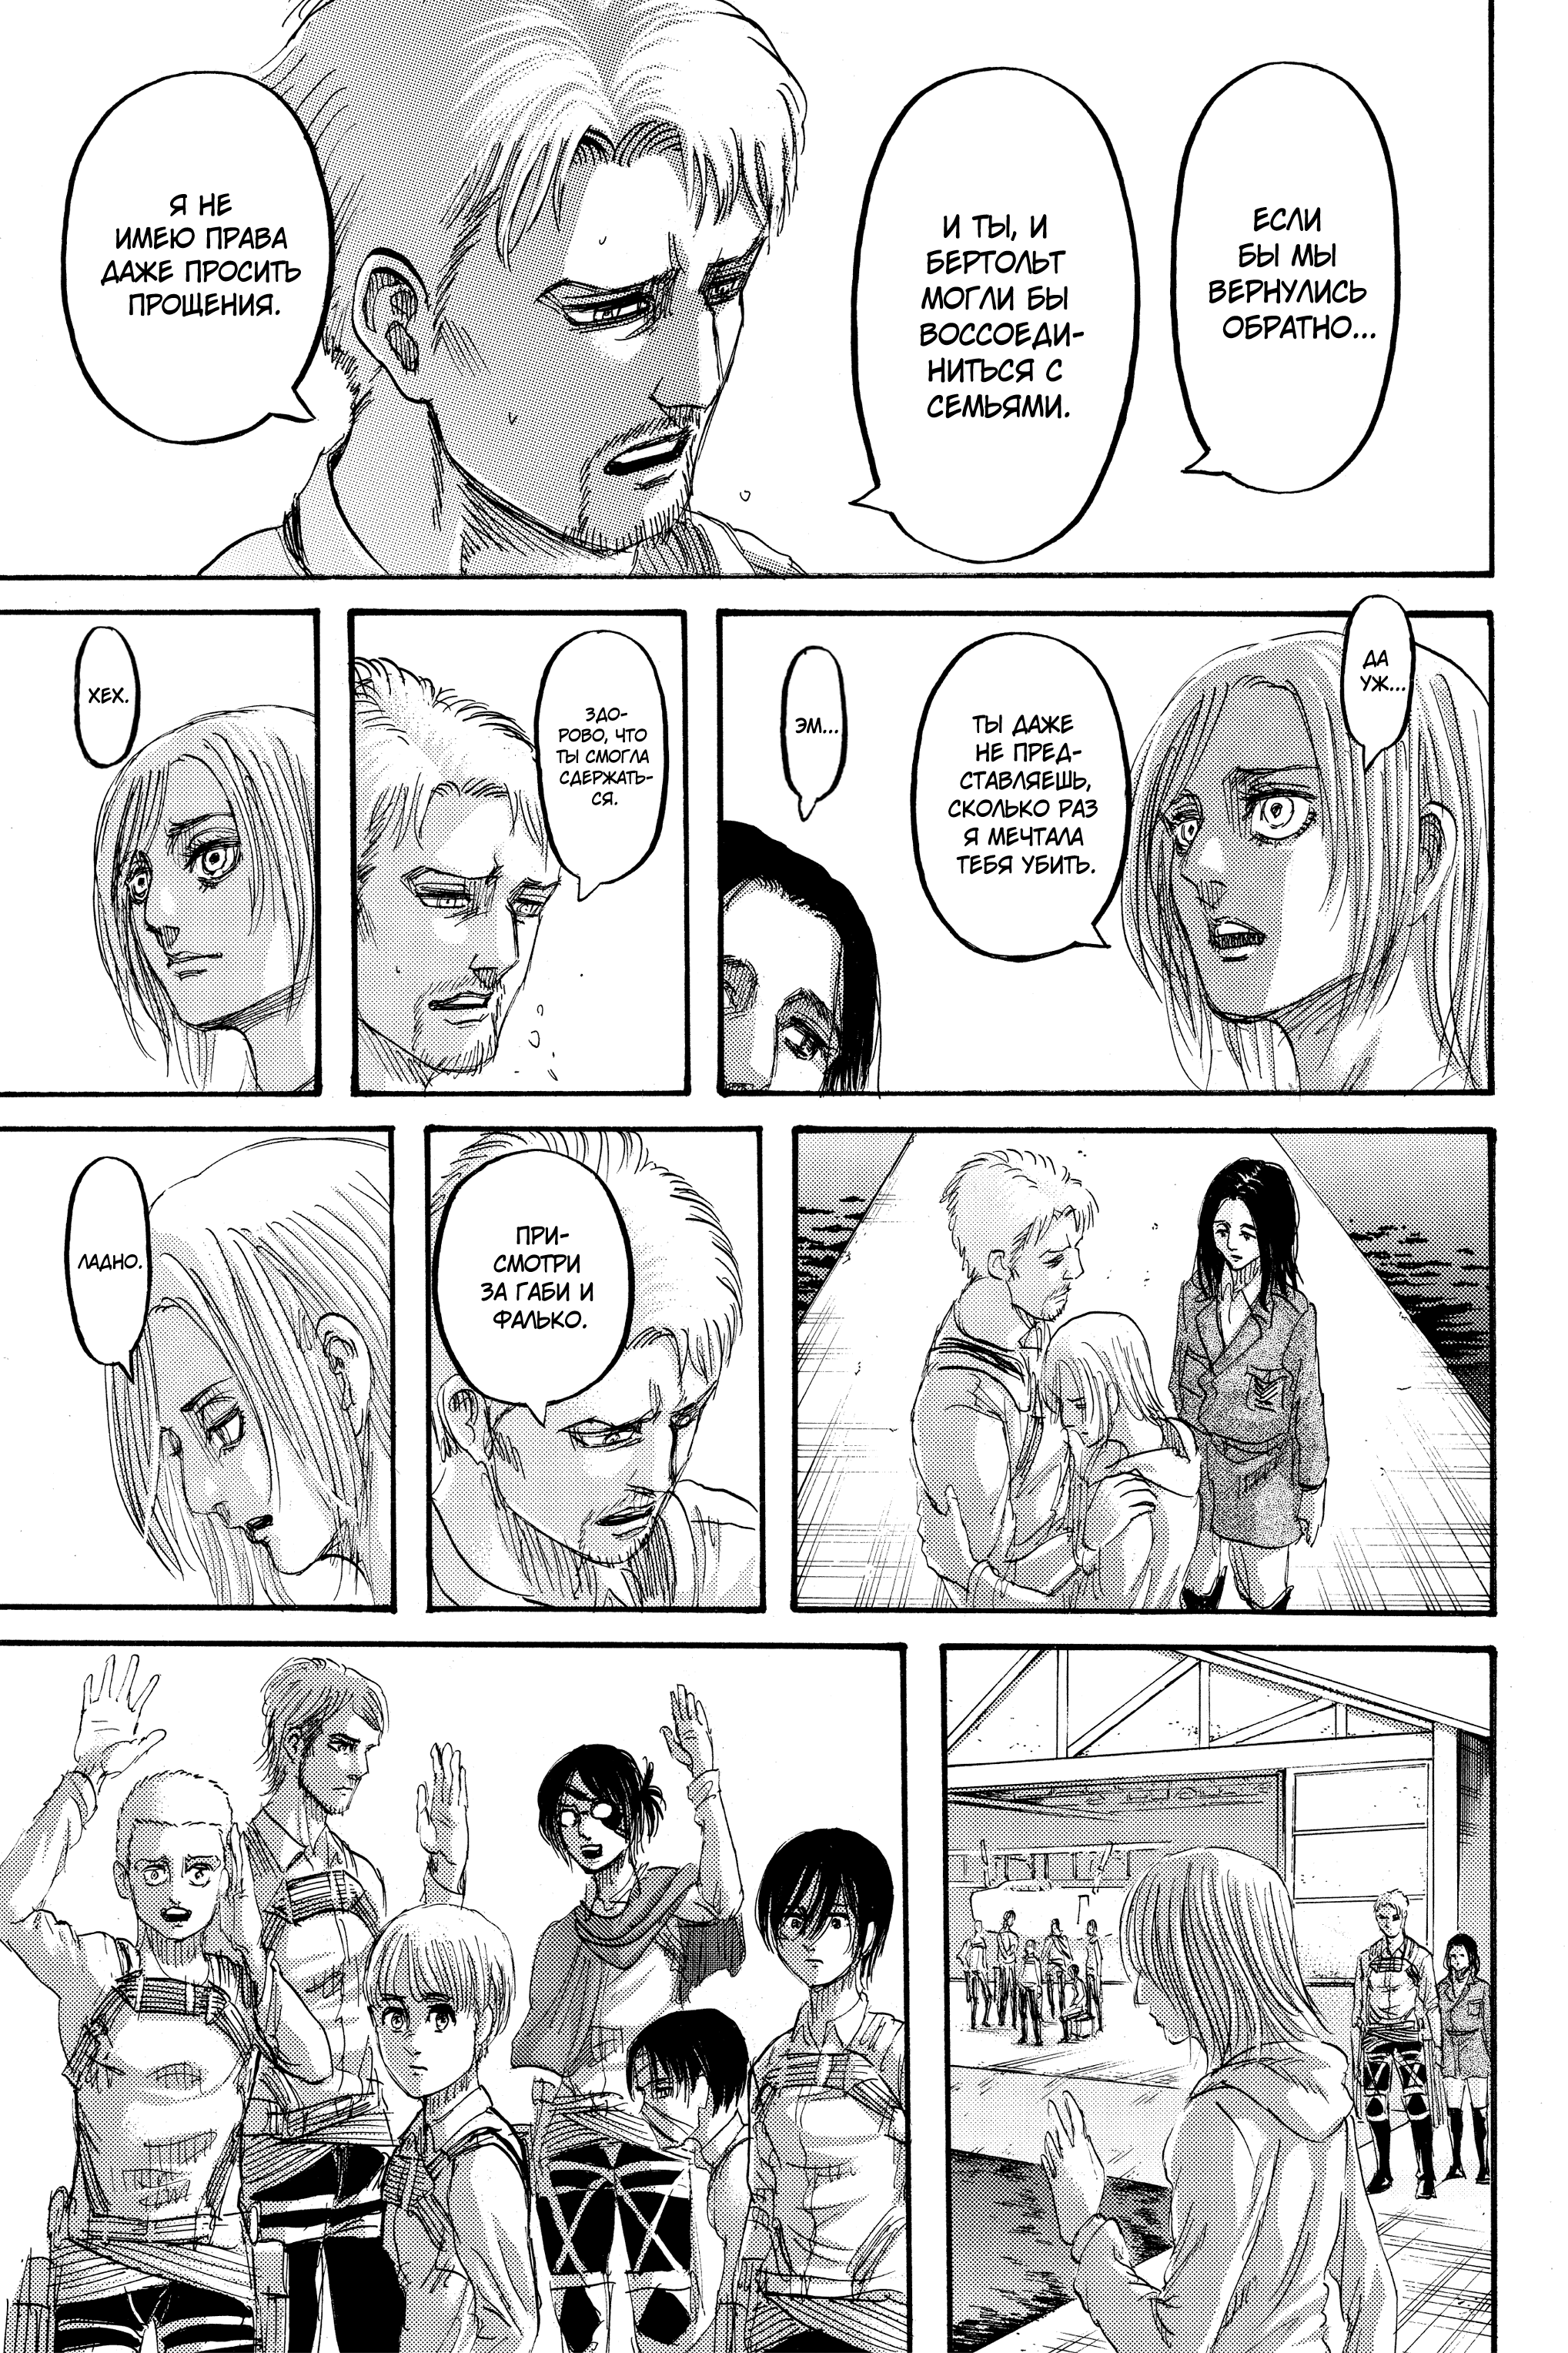 ЕСЛИ
БЫ МЫ
ВЕРНУЛИСЬ
ОБРАТНО...
И ТЫ, И
БЕРТОЛЬТ
МОГЛИ БЫ
ВОССОЕДИ-
НИТЬСЯ С
СЕМЬЯМИ.
Я НЕ
ИМЕЮ ПРАВА
ДАЖЕ ПРОСИТЬ
ПРОЩЕНИЯ.
ДА
УЖ...
ТЫ ДАЖЕ
НЕ ПРЕД-
СТАВЛЯЕШЬ,
СКОЛЬКО РАЗ
Я МЕЧТАЛА
ТЕБЯ УБИТЬ.
ЭМ...
ЗДО-
РОВО, ЧТО
ТЫ СМОГЛА
СДЕРЖАТЬ-
СЯ.
ХЕХ.
ПРИ-
СМОТРИ
ЗА ГАБИ И
ФАЛЬКО.
ЛАДНО.